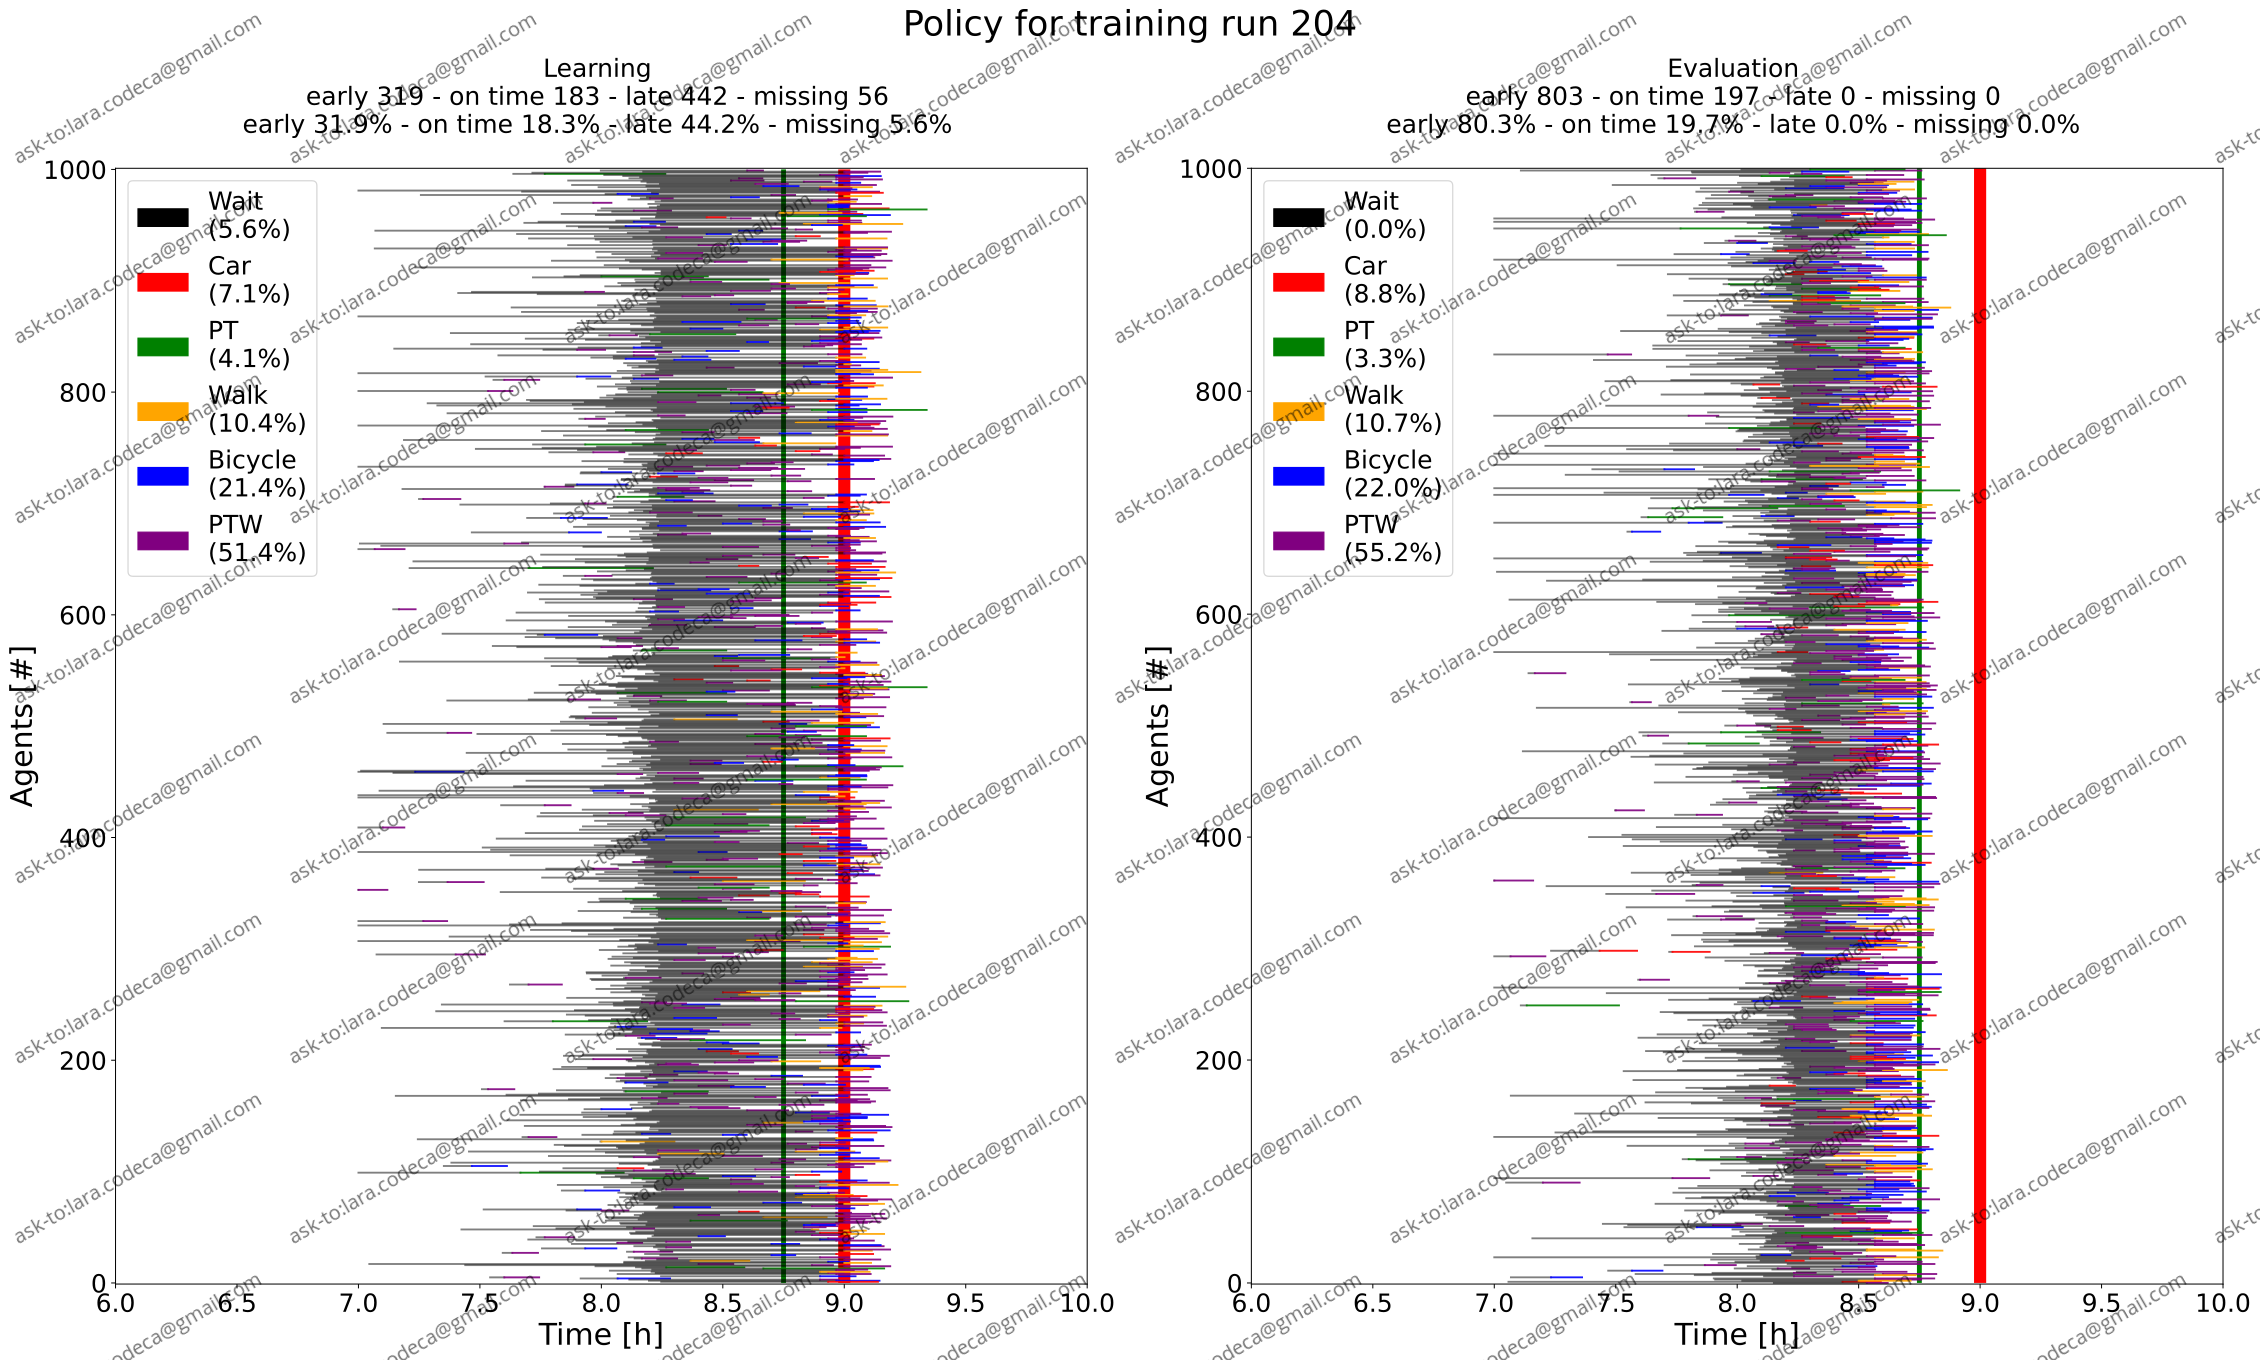 Policy for training run 204
Learning
early 319 - on time 183 - late 442 - missing 56
early 31.9% - on time 18.3% - late 44.2% - missing 5.6%
Evaluation
early 803 - on time 197 - late 0 - missing 0
early 80.3% - on time 19.7% - late 0.0% - missing 0.0%
Wait
(5.6%)
Car
(7.1%)
PT
(4.1%)
Walk
(10.4%)
Bicycle
(21.4%)
PTW
(51.4%)
Agents [#]
1000
800
600
400
200
0
6.0 6.5 7.0 7.5 8.0 8.5 9.0 9.5 10.0
Time [h]
Wait
(0.0%)
Car
(8.8%)
PT
(3.3%)
Walk
(10.7%)
Bicycle
(22.0%)
PTW
(55.2%)
Agents [#]
1000
800
600
400
200
0
6.0 6.5 7.0 7.5 8.0 8.5 9.0 9.5 10.0
Time [h]
ask-to:lara.codeca@gmail.com